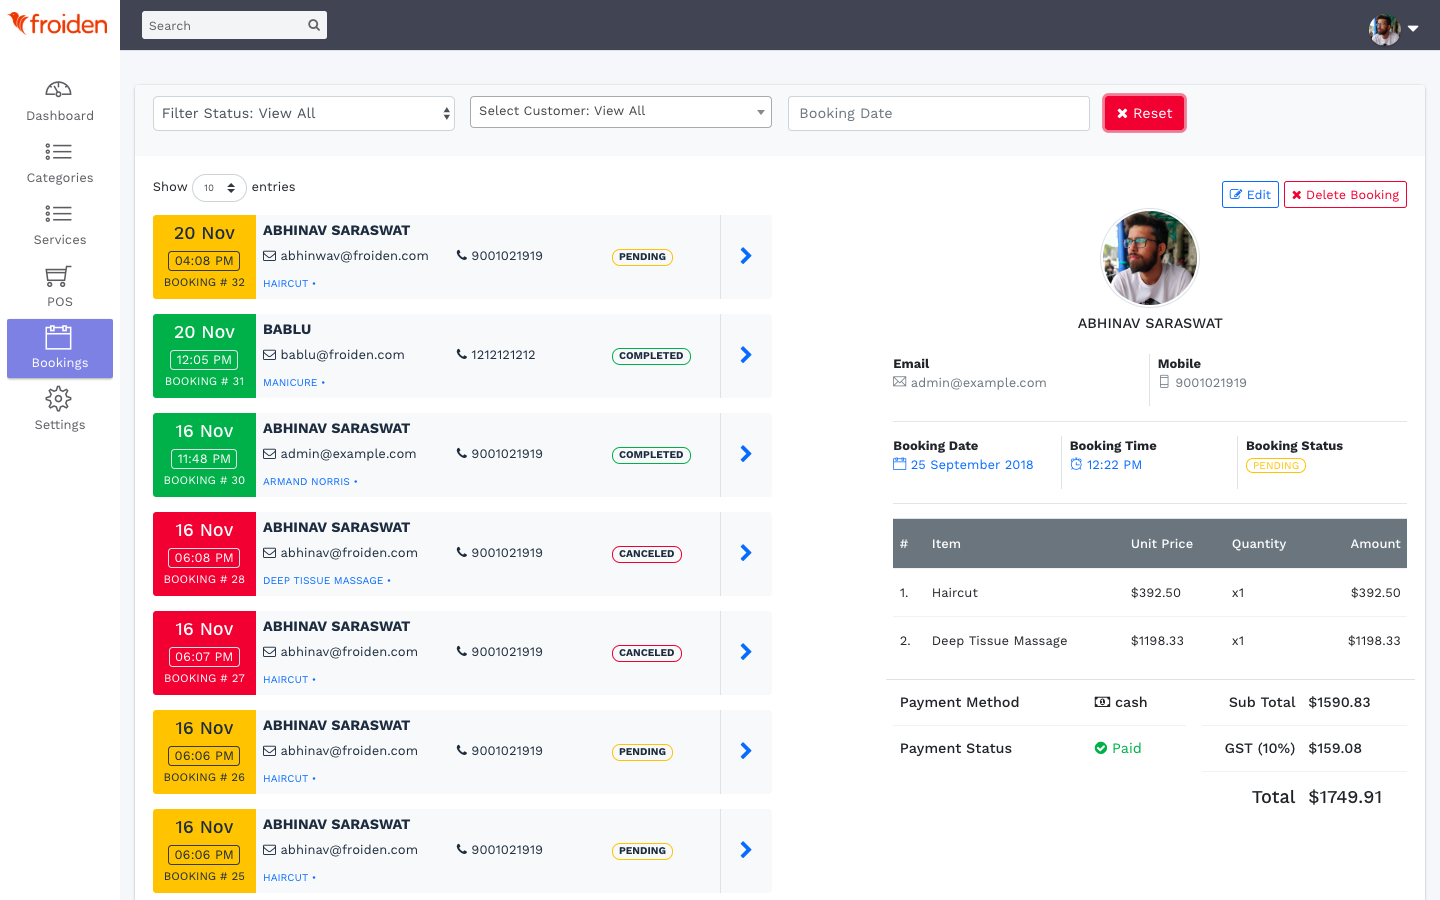 froiden
Search
Dashboard
Categories
Services
POS
Bookings
Settings
Filter Status: View All
Select Customer: View All
Booking Date
Reset
Show 10 entries
20 Nov
04:08 PM
BOOKING # 32
ABHINAV SARASWAT
abhinwav@froiden.com
9001021919
PENDING
HAIRCUT •
20 Nov
12:05 PM
BOOKING # 31
BABLU
bablu@froiden.com
1212121212
COMPLETED
MANICURE •
16 Nov
11:48 PM
BOOKING # 30
ABHINAV SARASWAT
admin@example.com
9001021919
COMPLETED
ARMAND NORRIS •
16 Nov
06:08 PM
BOOKING # 28
ABHINAV SARASWAT
abhinav@froiden.com
9001021919
CANCELED
DEEP TISSUE MASSAGE •
16 Nov
06:07 PM
BOOKING # 27
ABHINAV SARASWAT
abhinav@froiden.com
9001021919
CANCELED
HAIRCUT •
16 Nov
06:06 PM
BOOKING # 26
ABHINAV SARASWAT
abhinav@froiden.com
9001021919
PENDING
HAIRCUT •
16 Nov
06:06 PM
BOOKING # 25
ABHINAV SARASWAT
abhinav@froiden.com
9001021919
PENDING
HAIRCUT •
Edit
Delete Booking
ABHINAV SARASWAT
Email
admin@example.com
Mobile
9001021919
Booking Date
25 September 2018
Booking Time
12:22 PM
Booking Status
PENDING
# Item Unit Price Quantity Amount
1. Haircut $392.50 x1 $392.50
2. Deep Tissue Massage $1198.33 x1 $1198.33
Payment Method cash
Payment Status Paid
Sub Total $1590.83
GST (10%) $159.08
Total $1749.91